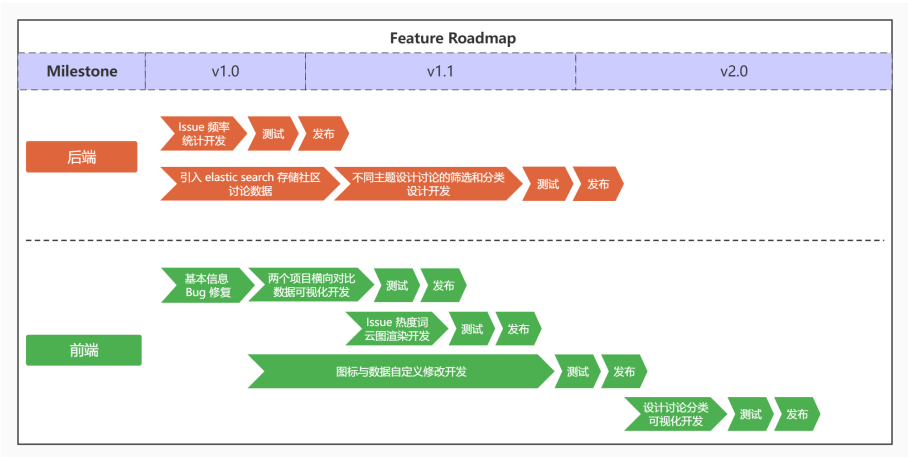 Feature Roadmap
Milestone
v1.0
v1.1
v2.0
后端
Issue 频率
统计开发
测试
发布
引入 elastic search 存储社区
讨论数据
不同主题设计讨论的筛选和分类
设计开发
测试
发布
前端
基本信息
Bug 修复
两个项目横向对比
数据可视化开发
测试
发布
Issue 热度词
云图渲染开发
测试
发布
图标与数据自定义修改开发
测试
发布
设计讨论分类
可视化开发
测试
发布